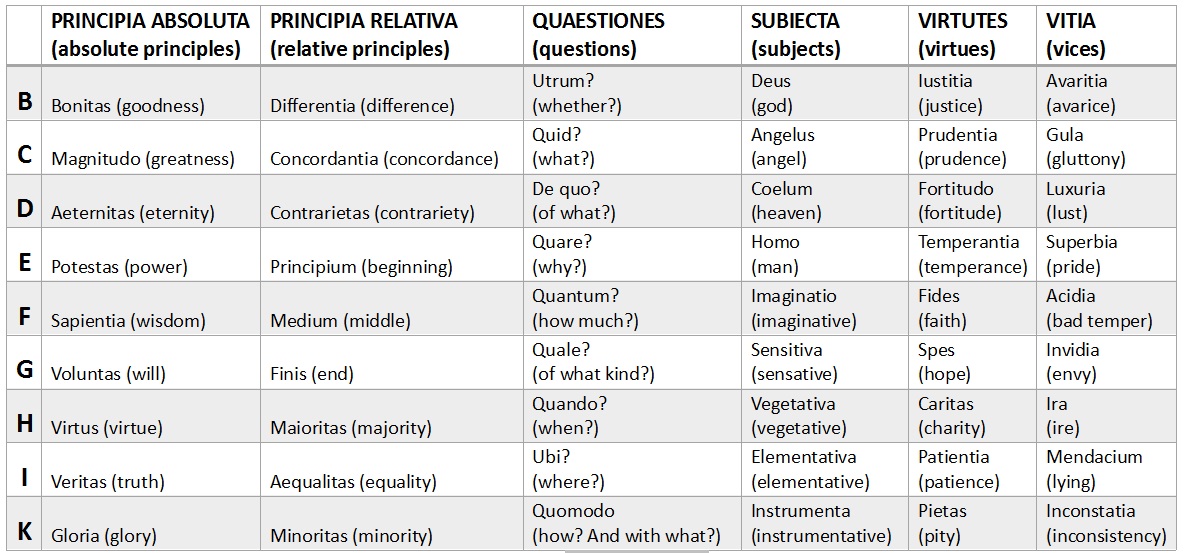 PRINCIPIA ABSOLUTA PRINCIPIA RELATIVA QUAESTIONES SUBIECTA VIRTUTES VITIA
(absolute principles) (relative principles) (questions) (subjects) (virtues) (vices)
Utrum? Deus Iustitia Avaritia
B Bonitas (goodness) Differentia (difference) (whether?) (god) (justice) (avarice)
Quid? Angelus Prudentia Gula
C Magnitudo (greatness) Concordantia (concordance) (what?) (angel) (prudence) (gluttony)
De quo? Coelum Fortitudo Luxuria
D Aeternitas (eternity) Contrarietas (contrariety) (of what?) (heaven) (fortitude) (lust)
Quare? Homo Temperantia Superbia
E Potestas (power) Principium (beginning) (why?) (man) (temperance) (pride)
Quantum? Imaginatio Fides Acidia
F Sapientia (wisdom) Medium (middle) (how much?) (imaginative) (faith) (bad temper)
Quale? Sensitiva Spes Invidia
G Voluntas (will) Finis (end) (of what kind?) (sensative) (hope) (envy)
Quando? Vegetativa Caritas Ira
H Virtus (virtue) Maioritas (majority) (when?) (vegetative) (charity) (ire)
Ubi? Elementativa Patientia Mendacium
I Veritas (truth) Aequalitas (equality) (where?) (elementative) (patience) (lying)
Quomodo Instrumenta Pietas Inconstatia
K Gloria (glory) Minoritas (minority) (how? And with what?) (instrumentative) (pity) (inconsistency)